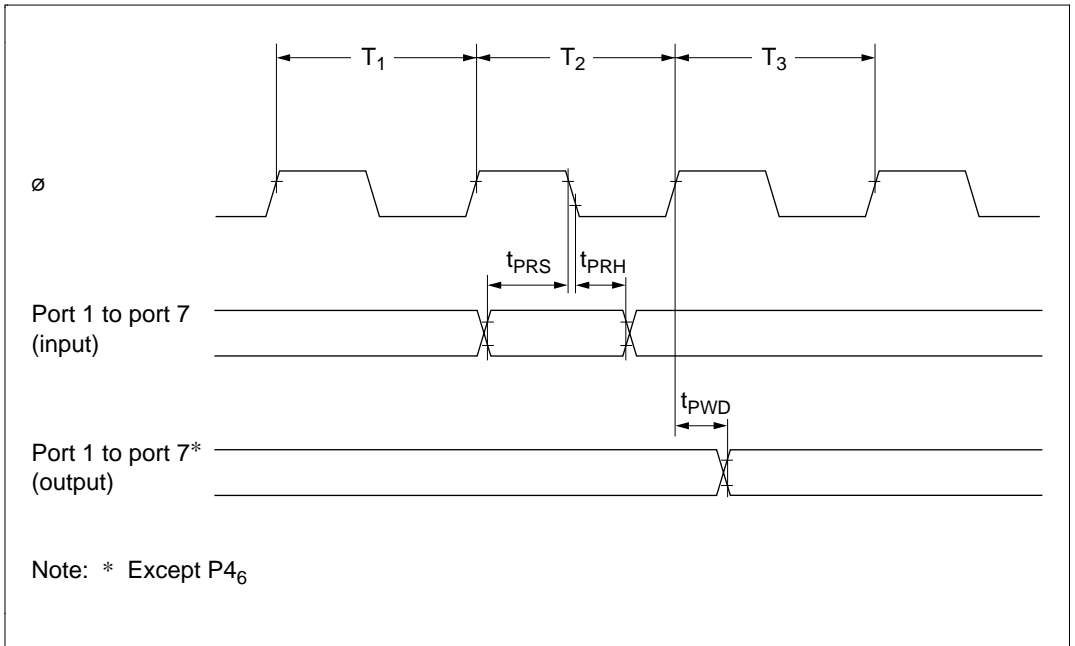 T1 T2 T3
ø
tPRS tPRH
Port 1 to port 7
(input)
tPWD
Port 1 to port 7*
(output)
Note: * Except P46